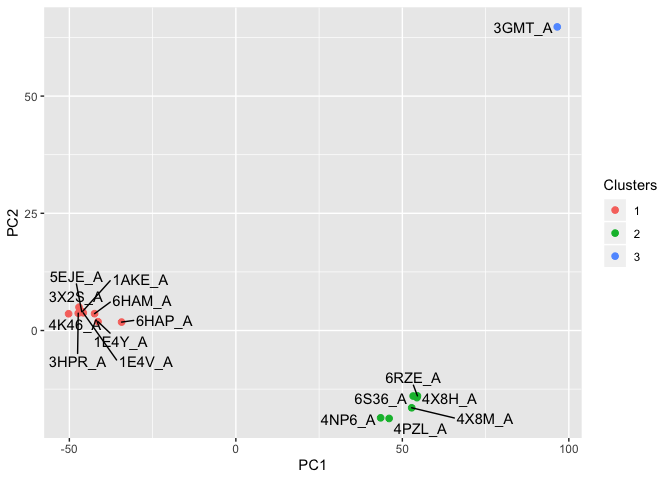 3GMT_A
50
25
0
PC2
Clusters
1
2
3
5EJE_A
1AKE_A
3X2S_A
6HAM_A
4K46_A
6HAP_A
1E4Y_A
3HPR_A
1E4V_A
6RZE_A
6S36_A
4X8H_A
4NP6_A
4X8M_A
4PZL_A
-50
0
50
100
PC1